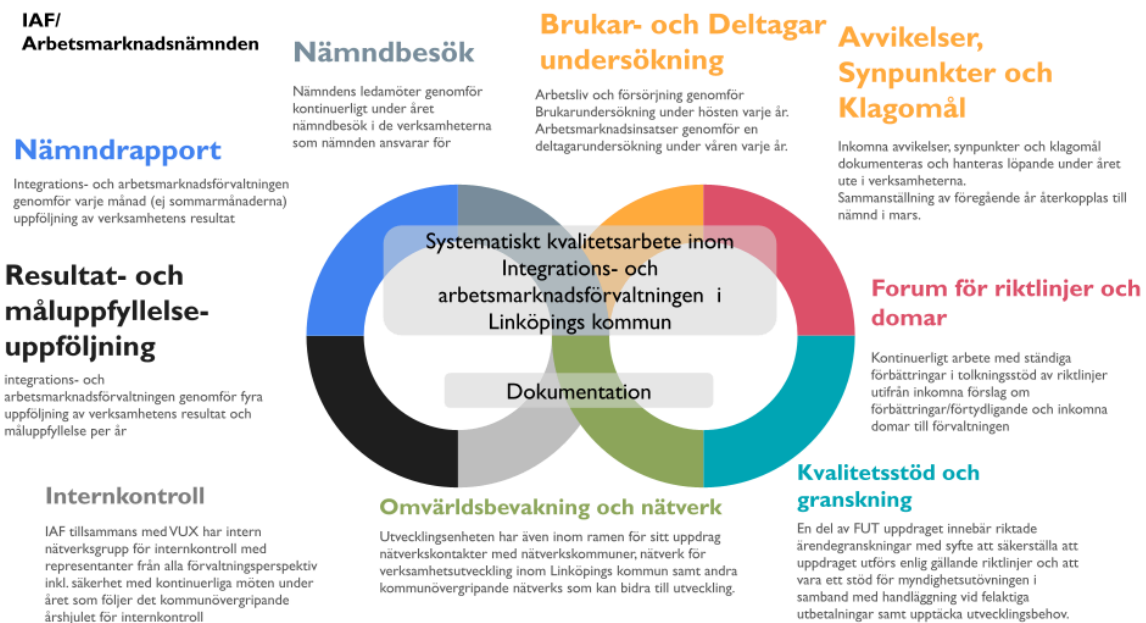 IAF/
Arbetsmarknadsnämnden
Nämndbesök
Nämndens ledamöter genomför
kontinuerligt under året
nämndbesök i de verksamheterna
som nämnden ansvarar för
Brukar- och Deltagar
undersökning
Arbetsliv och försörjning genomför
Brukarundersökning under hösten varje år.
Arbetsmarknadsinsatser genomför en
deltagarundersökning under våren varje år.
Avvikelser,
Synpunkter och
Klagomål
Inkomna avvikelser, synpunkter och klagomål
dokumenteras och hanteras löpande under året
ute i verksamheterna.
Sammanställning av föregående år återkopplas till
nämnd i mars.
Nämndrapport
Integrations- och arbetsmarknadsförvaltningen
genomför varje månad (ej sommarmånaderna)
uppföljning av verksamhetens resultat
Systematiskt kvalitetsarbete inom
Integrations- och
arbetsmarknadsförvaltningen i
Linköpings kommun
Dokumentation
Resultat- och
måluppfyllelse-
uppföljning
integrations- och
arbetsmarknadsförvaltningen genomför fyra
uppföljning av verksamhetens resultat och
måluppfyllelse per år
Forum för riktlinjer och
domar
Kontinuerligt arbete med ständiga
förbättringar i tolkningsstöd av riktlinjer
utifrån inkomna förslag om
förbättringar/förtydligande och inkomna
domar till förvaltningen
Internkontroll
IAF tillsammans med VUX har intern
nätverksgrupp för internkontroll med
representanter från alla förvaltningsperspektiv
inkl. säkerhet med kontinuerliga möten under
året som följer det kommunövergripande
årshjulet för internkontroll
Omvärldsbevakning och nätverk
Utvecklingsenheten har även inom ramen för sitt uppdrag
nätverkskontakter med nätverkskommuner, nätverk för
verksamhetsutveckling inom Linköpings kommun samt andra
kommunövergripande nätverks som kan bidra till utveckling.
Kvalitetsstöd och
granskning
En del av FUT uppdraget innebär riktade
ärendegranskningar med syfte att säkerställa att
uppdraget utförs enlig gällande riktlinjer och att
vara ett stöd för myndighetsutövningen i
samband med handläggning vid felaktiga
utbetalningar samt upptäcka utvecklingsbehov.